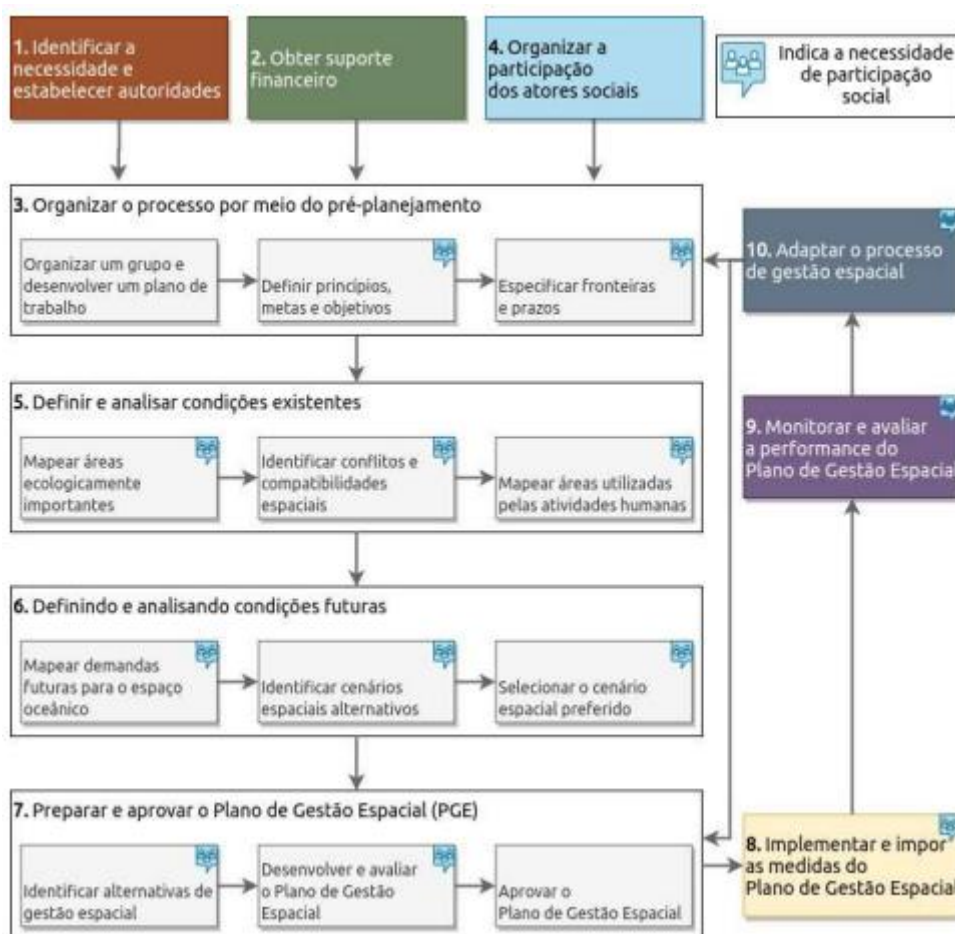 1. Identificar a
necessidade e
estabelecer autoridades
2. Obter suporte
financeiro
4. Organizar a
participação
dos atores sociais
Indica a necessidade
de participação
social
3. Organizar o processo por meio do pré-planejamento
Organizar um grupo e
desenvolver um plano de
trabalho
Definir princípios,
metas e objetivos
Especificar fronteiras
e prazos
10. Adaptar o processo
de gestão espacial
5. Definir e analisar condições existentes
Mapear áreas
ecologicamente
importantes
Identificar conflitos e
compatibilidades
espaciais
Mapear áreas utilizadas
pelas atividades humanas
9. Monitorar e avaliar
a performance do
Plano de Gestão Espacial
6. Definindo e analisando condições futuras
Mapear demandas
futuras para o espaço
oceânico
Identificar cenários
espaciais alternativos
Selecionar o cenário
espacial preferido
7. Preparar e aprovar o Plano de Gestão Espacial (PGE)
Identificar alternativas de
gestão espacial
Desenvolver e avaliar
o Plano de Gestão
Espacial
Aprovar o
Plano de Gestão Espacial
8. Implementar e impor
as medidas do
Plano de Gestão Espacial